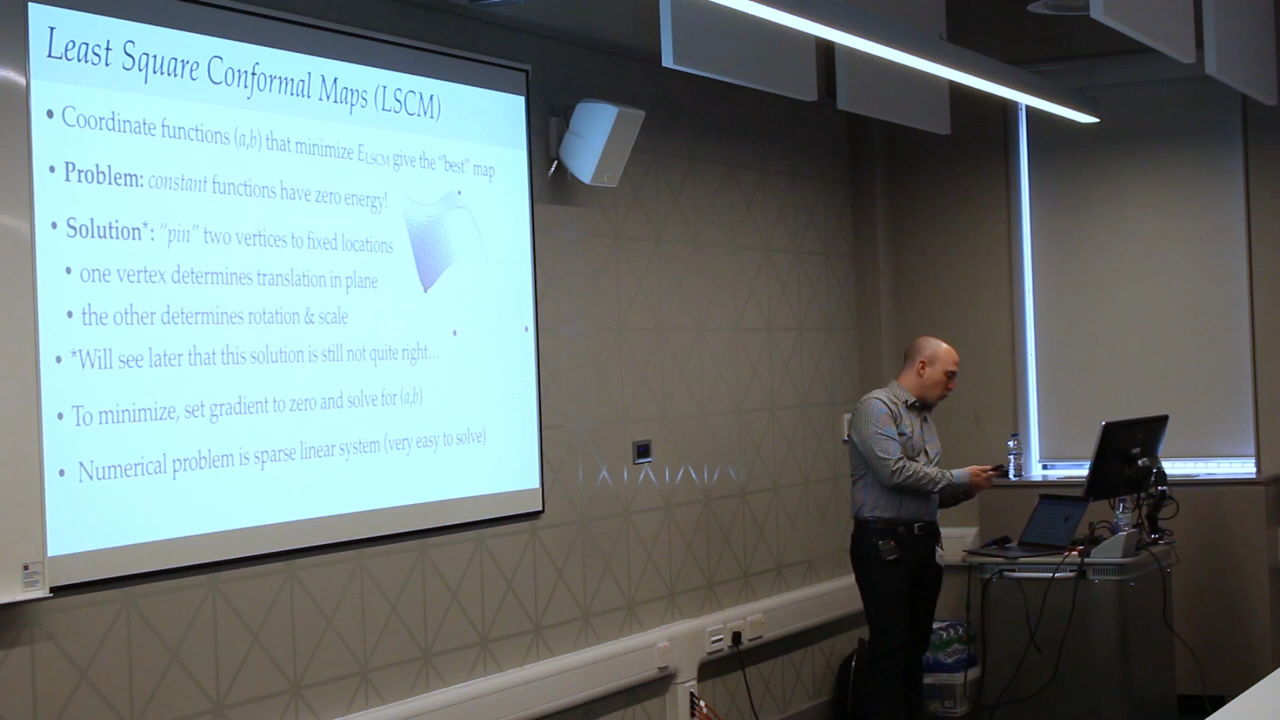 Least Square Conformal Maps (LSCM)
• Coordinate functions (a,b) that minimize E_LSCM give the "best" map
• Problem: constant functions have zero energy!
• Solution*: "pin" two vertices to fixed locations
• one vertex determines translation in plane
• the other determines rotation & scale
• *Will see later that this solution is still not quite right…
• To minimize, set gradient to zero and solve for (a,b)
• Numerical problem is sparse linear system (very easy to solve)